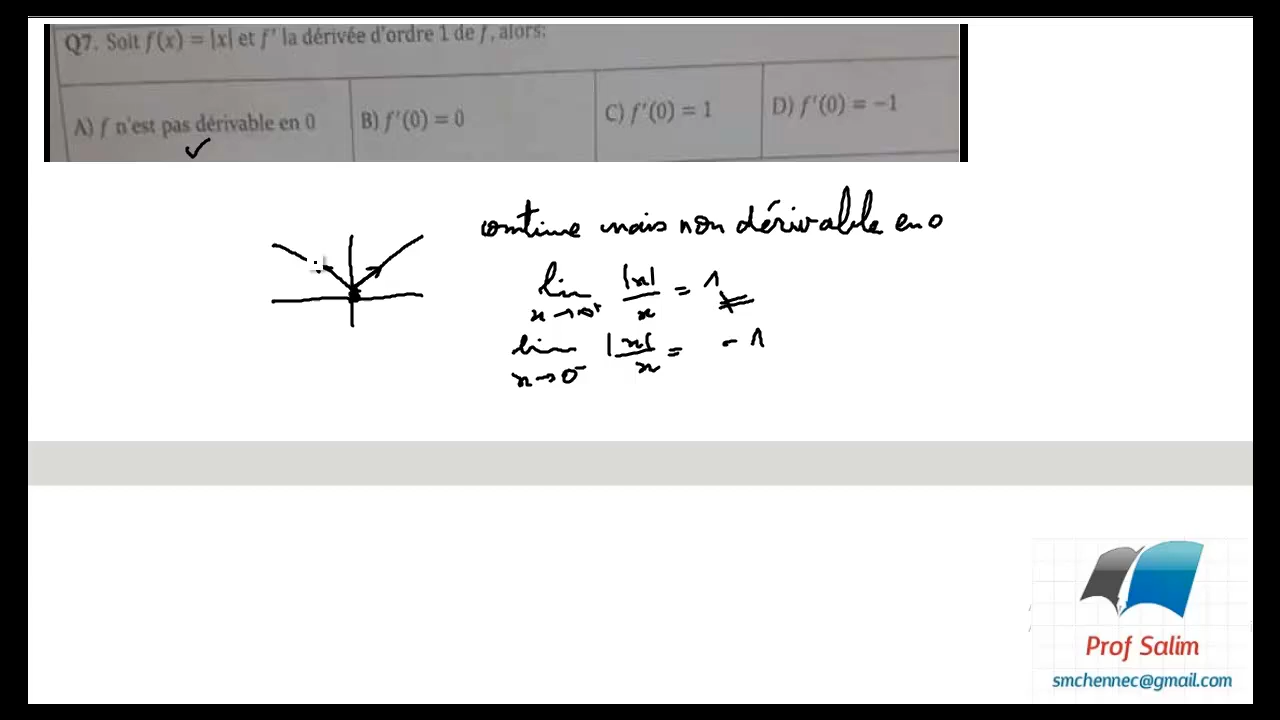 Q7. Soit f(x) = |x| et f' la dérivée d'ordre 1 de f, alors:
A) f n'est pas dérivable en 0 B) f'(0) = 0 C) f'(0) = 1 D) f'(0) = −1
continue mais non dérivable en 0
lim x→0⁺ |x|/x = 1 ≠
lim x→0⁻ |x|/x = -1
Prof Salim
smchennec@gmail.com